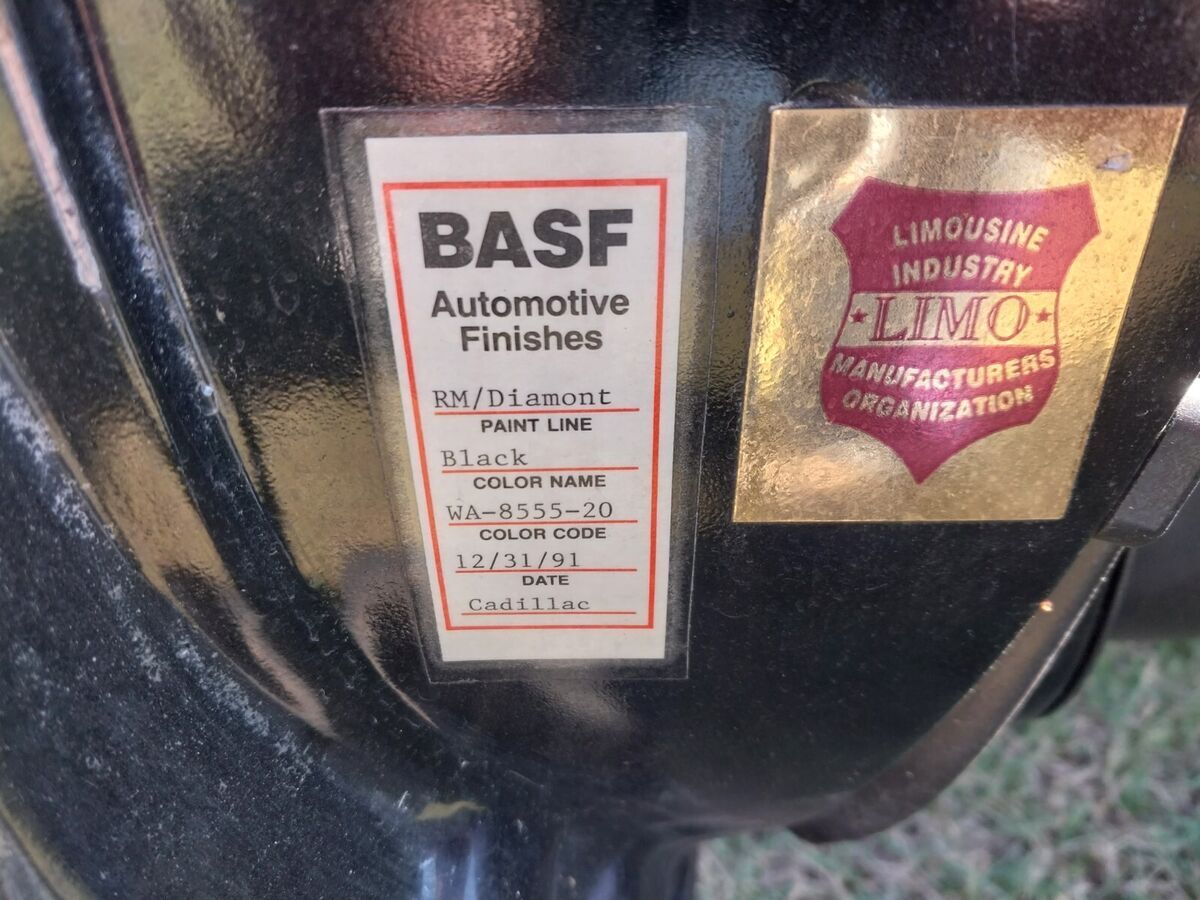 BASF
Automotive
Finishes
RM/Diamont
PAINT LINE
Black
COLOR NAME
WA-8555-20
COLOR CODE
12/31/91
DATE
Cadillac
LIMOUSINE
INDUSTRY
★LIMO★
MANUFACTURERS
ORGANIZATION